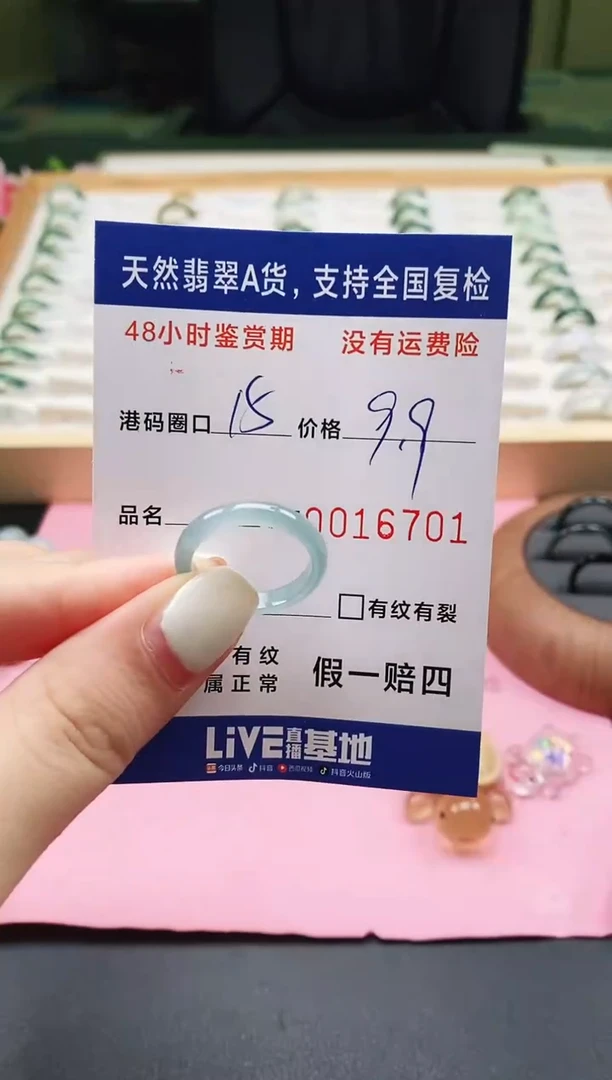 天然翡翠A货，支持全国复检
48小时鉴赏期 没有运费险
港码圈口 15 价格 9.9
品名 0016701
□有纹有裂
有纹
属正常 假一赔四
LiVE直播基地
今日头条 抖音 西瓜视频 抖音火山版